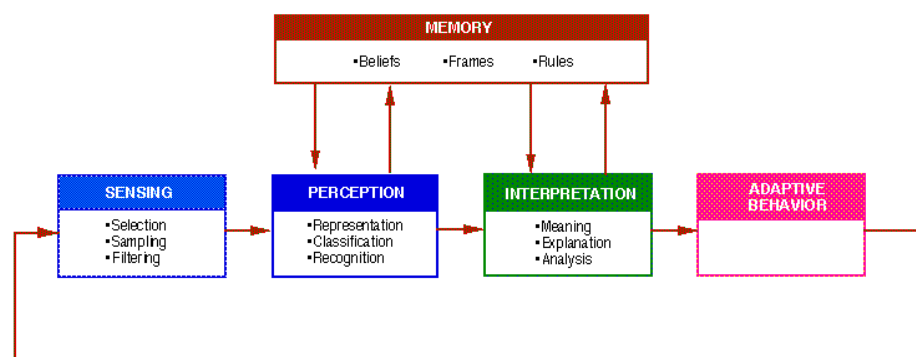 MEMORY
▪Beliefs ▪Frames ▪Rules
SENSING
▪Selection
▪Sampling
▪Filtering
PERCEPTION
▪Representation
▪Classification
▪Recognition
INTERPRETATION
▪Meaning
▪Explanation
▪Analysis
ADAPTIVE
BEHAVIOR